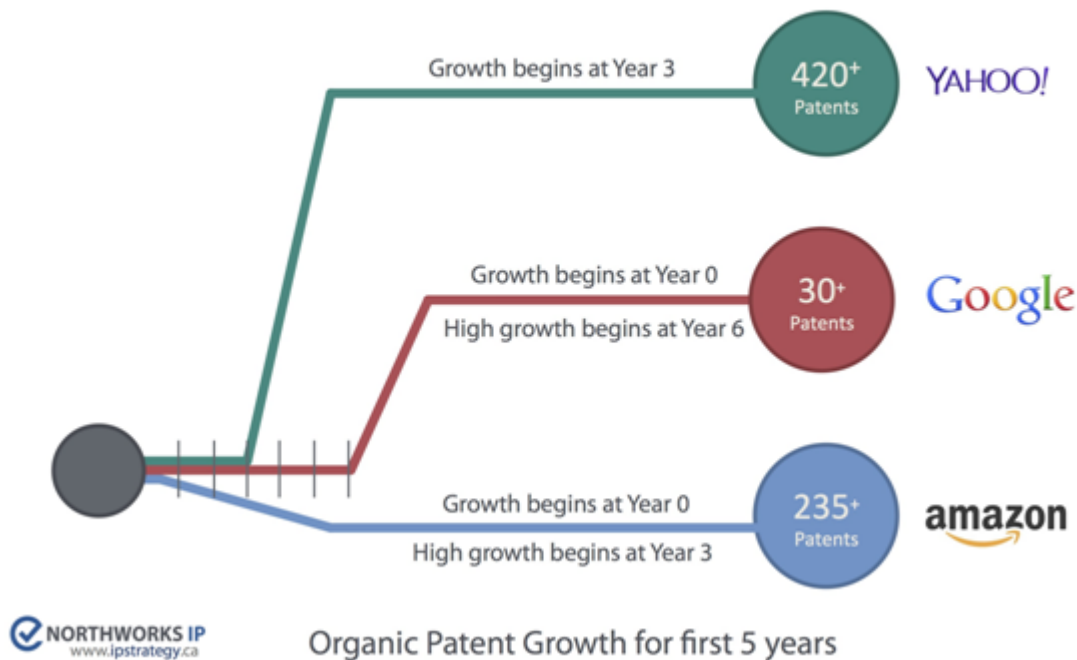 Growth begins at Year 3
420+
Patents
YAHOO!
Growth begins at Year 0
High growth begins at Year 6
30+
Patents
Google
Growth begins at Year 0
High growth begins at Year 3
235+
Patents
amazon
NORTHWORKS IP
www.ipstrategy.ca
Organic Patent Growth for first 5 years